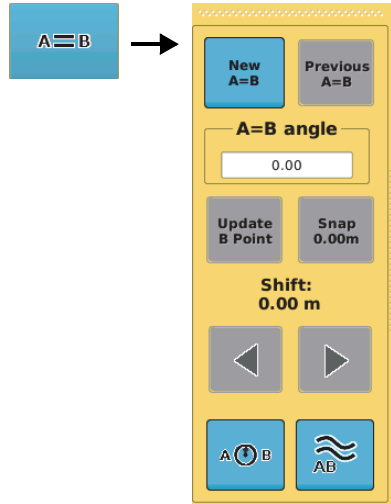 A=B
New
A=B
Previous
A=B
A=B angle
0.00
Update
B Point
Snap
0.00m
Shift:
0.00 m
A B
AB